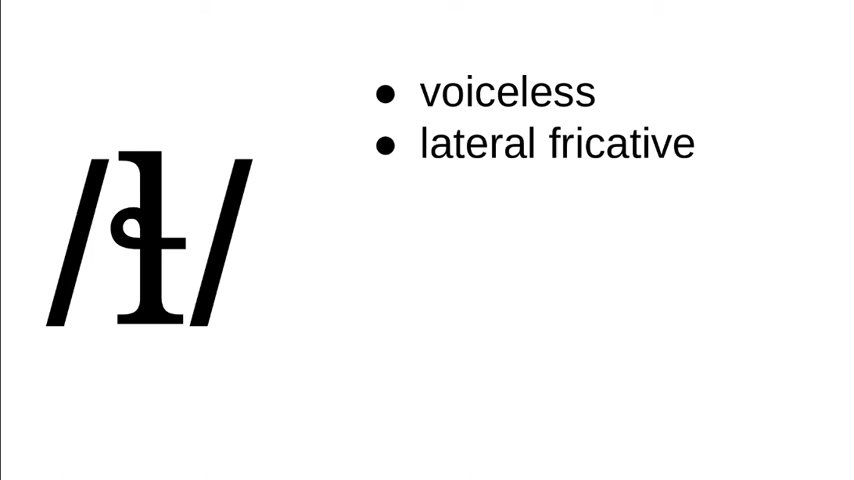 /ɬ/
● voiceless
● lateral fricative